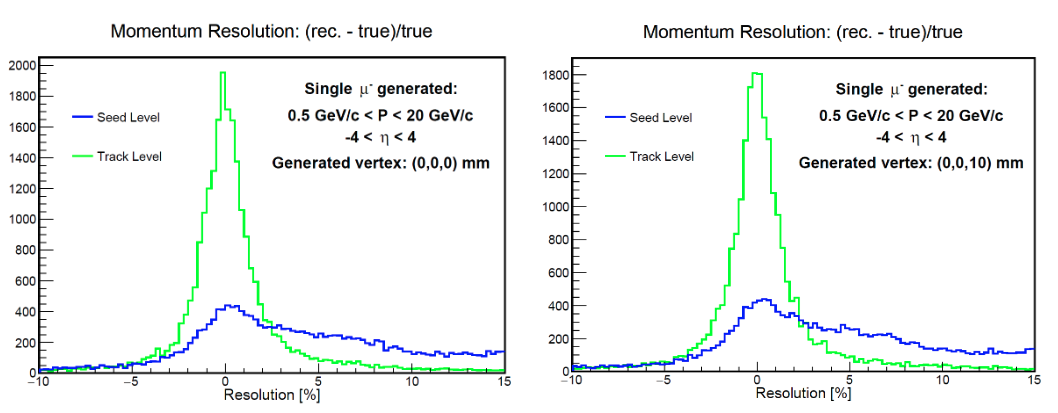 Momentum Resolution: (rec. - true)/true
2000
1800
1600
1400
1200
1000
800
600
400
200
0
−10
−5
0
5
10
15
Resolution [%]
Seed Level
Track Level
Single μ- generated:
0.5 GeV/c < P < 20 GeV/c
-4 < η < 4
Generated vertex: (0,0,0) mm
Momentum Resolution: (rec. - true)/true
1800
1600
1400
1200
1000
800
600
400
200
0
−10
−5
0
5
10
15
Resolution [%]
Seed Level
Track Level
Single μ- generated:
0.5 GeV/c < P < 20 GeV/c
-4 < η < 4
Generated vertex: (0,0,10) mm